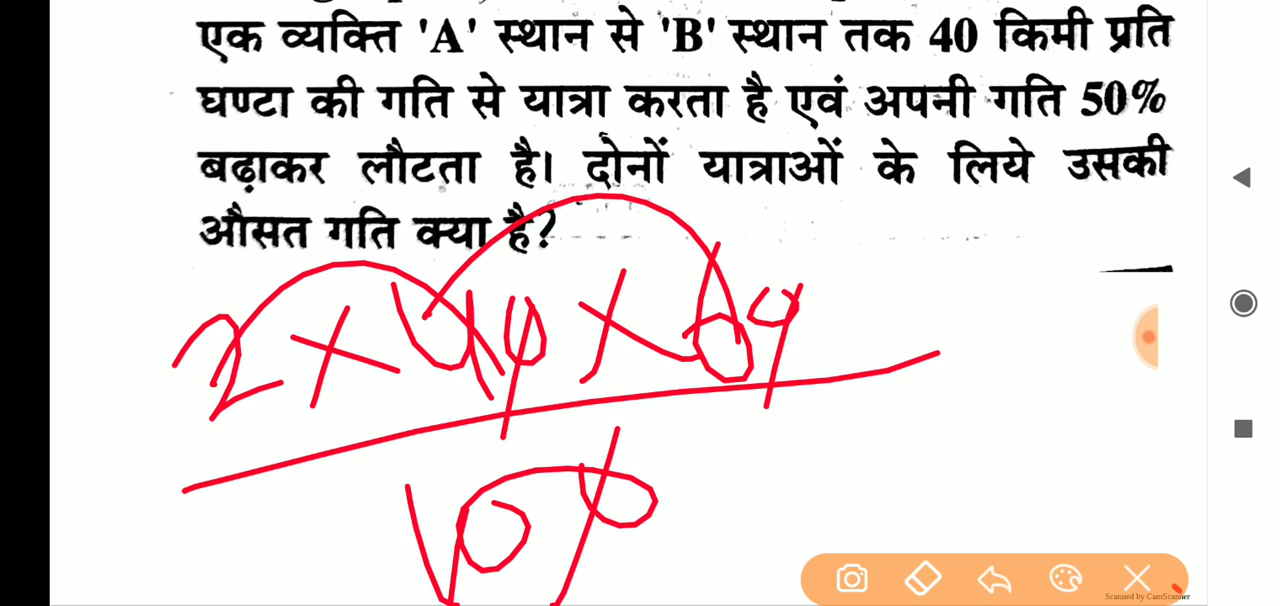 एक व्यक्ति 'A' स्थान से 'B' स्थान तक 40 किमी प्रति
घण्टा की गति से यात्रा करता है एवं अपनी गति 50%
बढ़ाकर लौटता है। दोनों यात्राओं के लिये उसकी
औसत गति क्या है?
2 × 40 × 60
100
Scanned by CamScanner